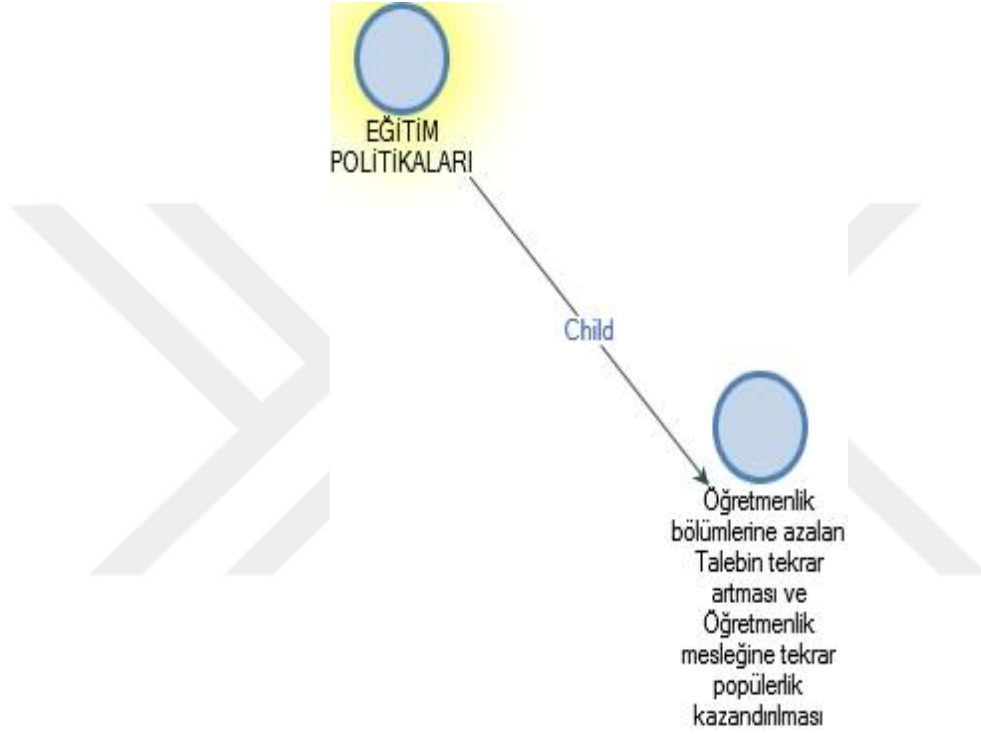 EĞİTİM
POLİTİKALARI
Child
Öğretmenlik
bölümlerine azalan
Talebin tekrar
artması ve
Öğretmenlik
mesleğine tekrar
popülerlik
kazandırılması